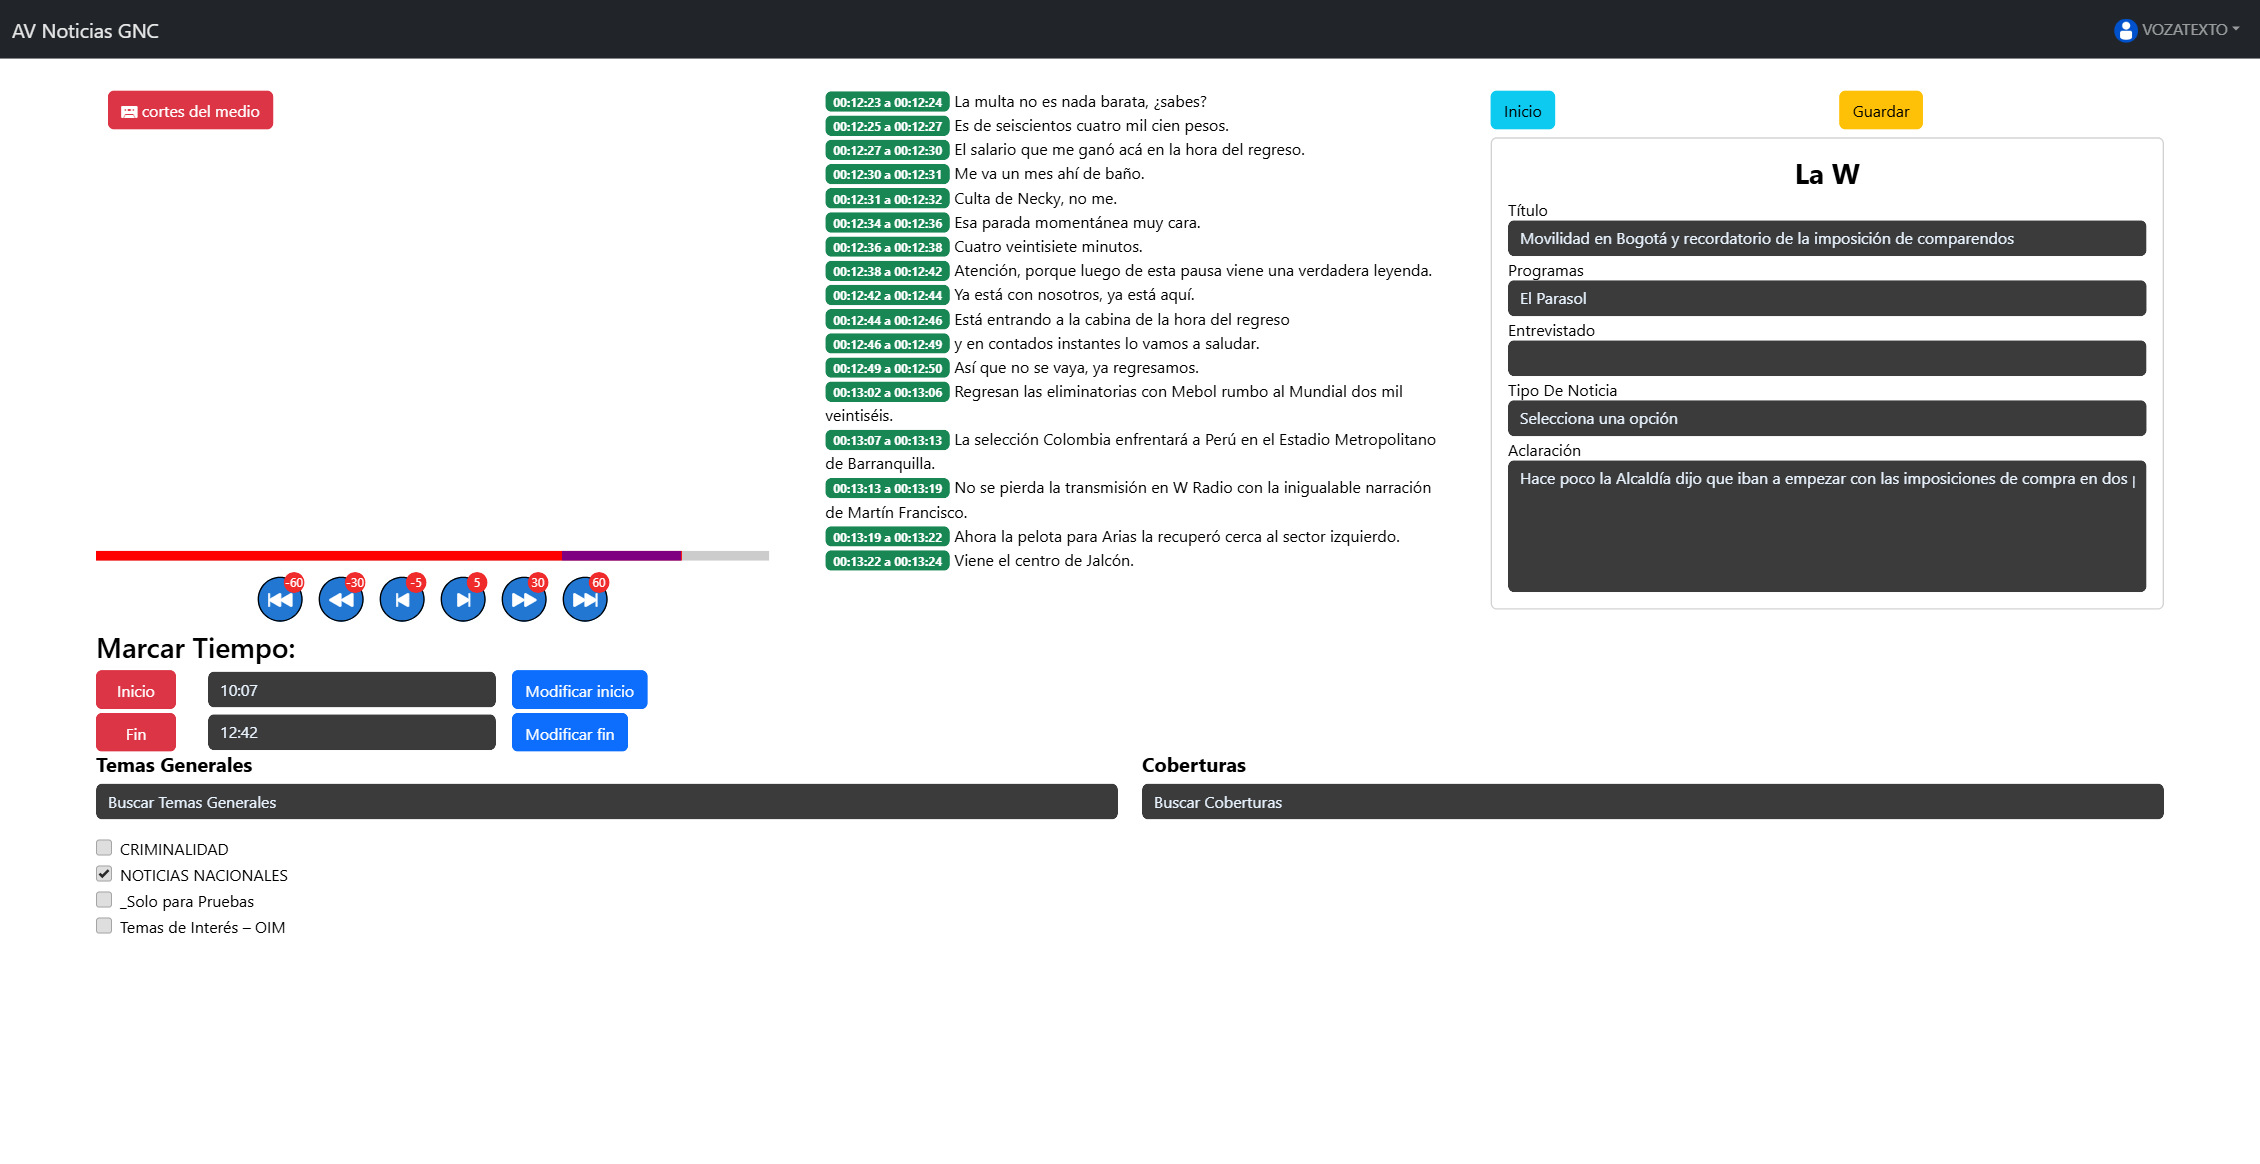 AV Noticias GNC
VOZATEXTO
cortes del medio
-60
-30
-5
5
30
60
Marcar Tiempo:
Inicio
10:07
Modificar inicio
Fin
12:42
Modificar fin
00:12:23 a 00:12:24 La multa no es nada barata, ¿sabes?
00:12:25 a 00:12:27 Es de seiscientos cuatro mil cien pesos.
00:12:27 a 00:12:30 El salario que me ganó acá en la hora del regreso.
00:12:30 a 00:12:31 Me va un mes ahí de baño.
00:12:31 a 00:12:32 Culta de Necky, no me.
00:12:34 a 00:12:36 Esa parada momentánea muy cara.
00:12:36 a 00:12:38 Cuatro veintisiete minutos.
00:12:38 a 00:12:42 Atención, porque luego de esta pausa viene una verdadera leyenda.
00:12:42 a 00:12:44 Ya está con nosotros, ya está aquí.
00:12:44 a 00:12:46 Está entrando a la cabina de la hora del regreso
00:12:46 a 00:12:49 y en contados instantes lo vamos a saludar.
00:12:49 a 00:12:50 Así que no se vaya, ya regresamos.
00:13:02 a 00:13:06 Regresan las eliminatorias con Mebol rumbo al Mundial dos mil
veintiséis.
00:13:07 a 00:13:13 La selección Colombia enfrentará a Perú en el Estadio Metropolitano
de Barranquilla.
00:13:13 a 00:13:19 No se pierda la transmisión en W Radio con la inigualable narración
de Martín Francisco.
00:13:19 a 00:13:22 Ahora la pelota para Arias la recuperó cerca al sector izquierdo.
00:13:22 a 00:13:24 Viene el centro de Jalcón.
Inicio
Guardar
La W
Título
Movilidad en Bogotá y recordatorio de la imposición de comparendos
Programas
El Parasol
Entrevistado
Tipo De Noticia
Selecciona una opción
Aclaración
Hace poco la Alcaldía dijo que iban a empezar con las imposiciones de compra en dos
Temas Generales
Buscar Temas Generales
CRIMINALIDAD
NOTICIAS NACIONALES
_Solo para Pruebas
Temas de Interés – OIM
Coberturas
Buscar Coberturas